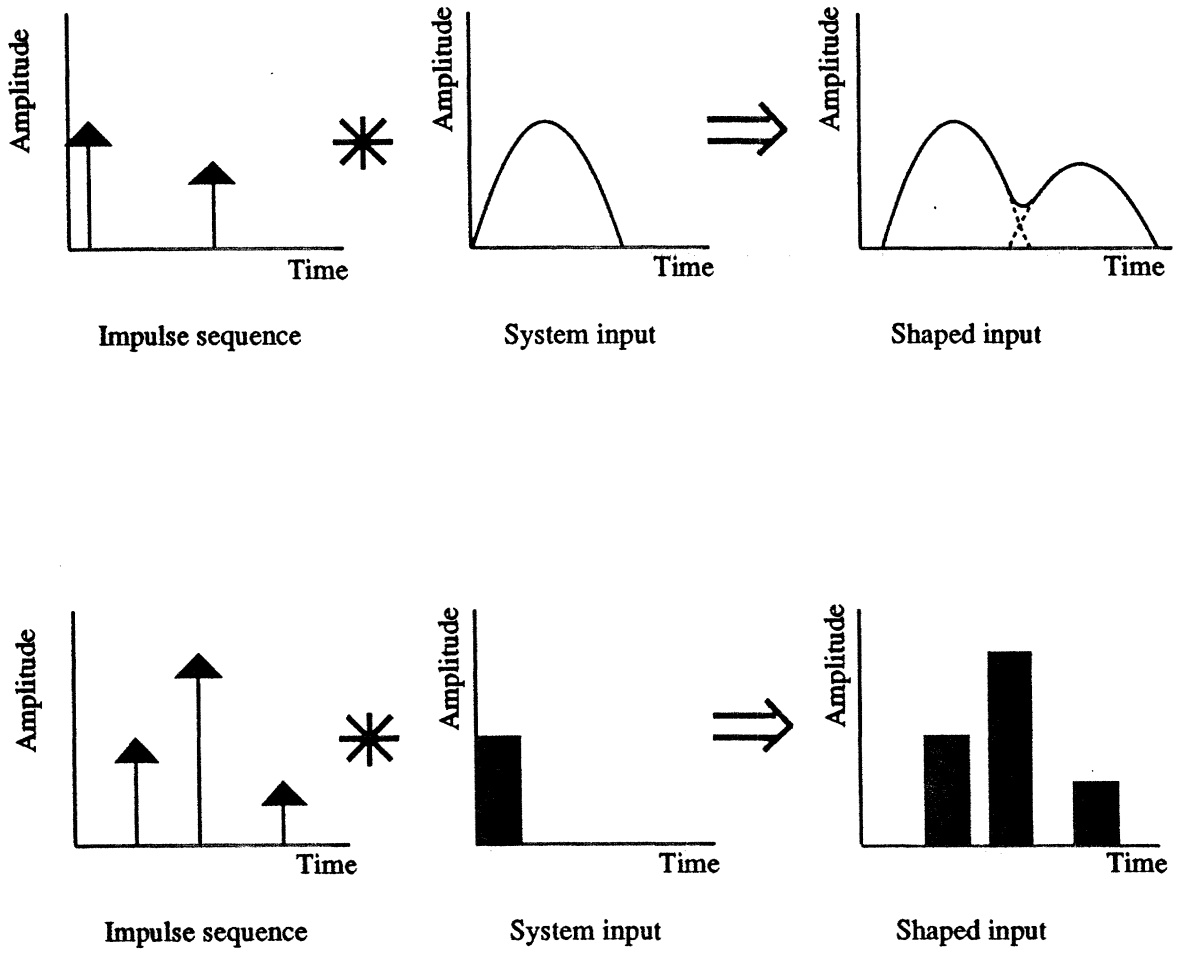 Amplitude
Time
Impulse sequence
Amplitude
Time
System input
Amplitude
Time
Shaped input
Amplitude
Time
Impulse sequence
Amplitude
Time
System input
Amplitude
Time
Shaped input